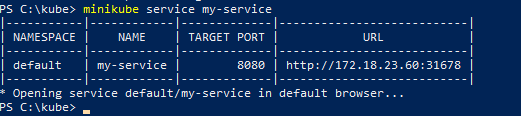 PS C:\kube> minikube service my-service
|-----------|------------|-------------|---------------------------|
| NAMESPACE | NAME | TARGET PORT | URL |
|-----------|------------|-------------|---------------------------|
| default | my-service | 8080 | http://172.18.23.60:31678 |
|-----------|------------|-------------|---------------------------|
* Opening service default/my-service in default browser...
PS C:\kube>